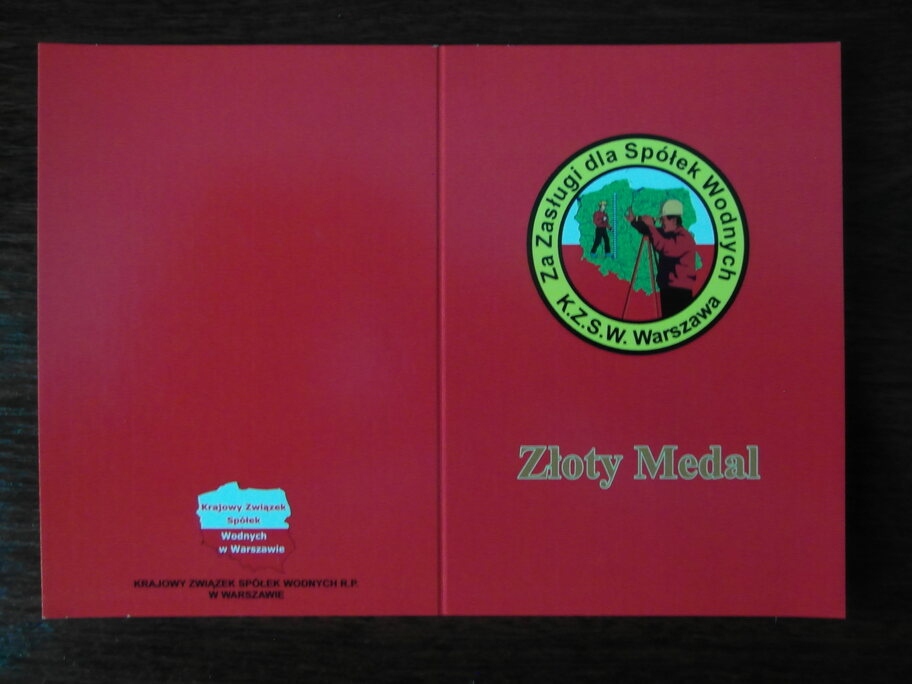 Za Zasługi dla Spółek Wodnych
K.Z.S.W. Warszawa
Złoty Medal
Krajowy Związek
Spółek
Wodnych
w Warszawie
KRAJOWY ZWIĄZEK SPÓŁEK WODNYCH R.P.
W WARSZAWIE